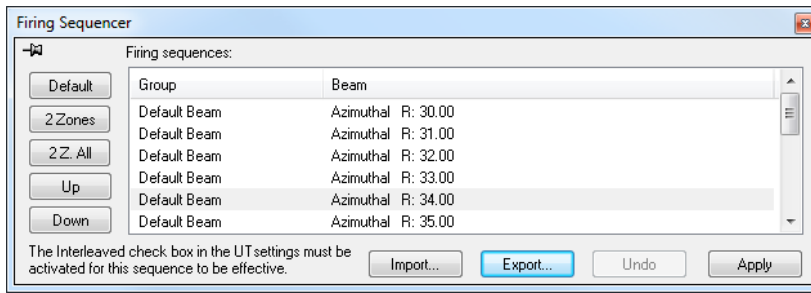 Firing Sequencer
Firing sequences:
Default
2 Zones
2 Z. All
Up
Down
Group Beam
Default Beam Azimuthal R: 30.00
Default Beam Azimuthal R: 31.00
Default Beam Azimuthal R: 32.00
Default Beam Azimuthal R: 33.00
Default Beam Azimuthal R: 34.00
Default Beam Azimuthal R: 35.00
The Interleaved check box in the UT settings must be
activated for this sequence to be effective.
Import... Export... Undo Apply